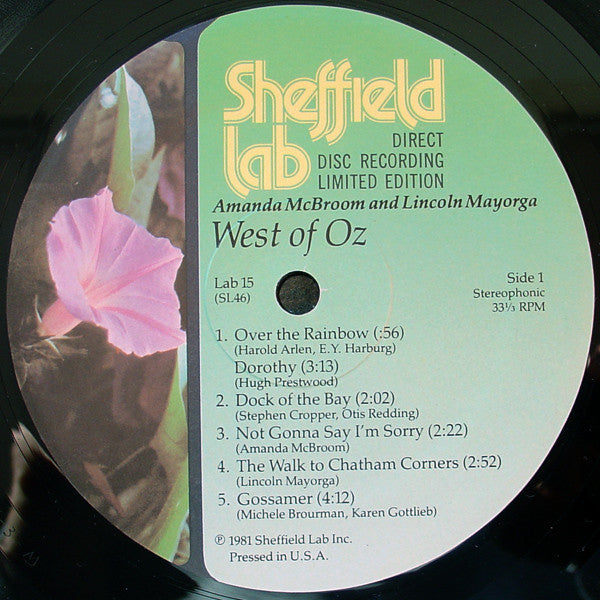 Sheffield
Lab
DIRECT
DISC RECORDING
LIMITED EDITION
Amanda McBroom and Lincoln Mayorga
West of Oz
Lab 15
(SL46)
Side 1
Stereophonic
33⅓ RPM
1. Over the Rainbow (:56)
(Harold Arlen, E.Y. Harburg)
Dorothy (3:13)
(Hugh Prestwood)
2. Dock of the Bay (2:02)
(Stephen Cropper, Otis Redding)
3. Not Gonna Say I'm Sorry (2:22)
(Amanda McBroom)
4. The Walk to Chatham Corners (2:52)
(Lincoln Mayorga)
5. Gossamer (4:12)
(Michele Brourman, Karen Gottlieb)
℗ 1981 Sheffield Lab Inc.
Pressed in U.S.A.